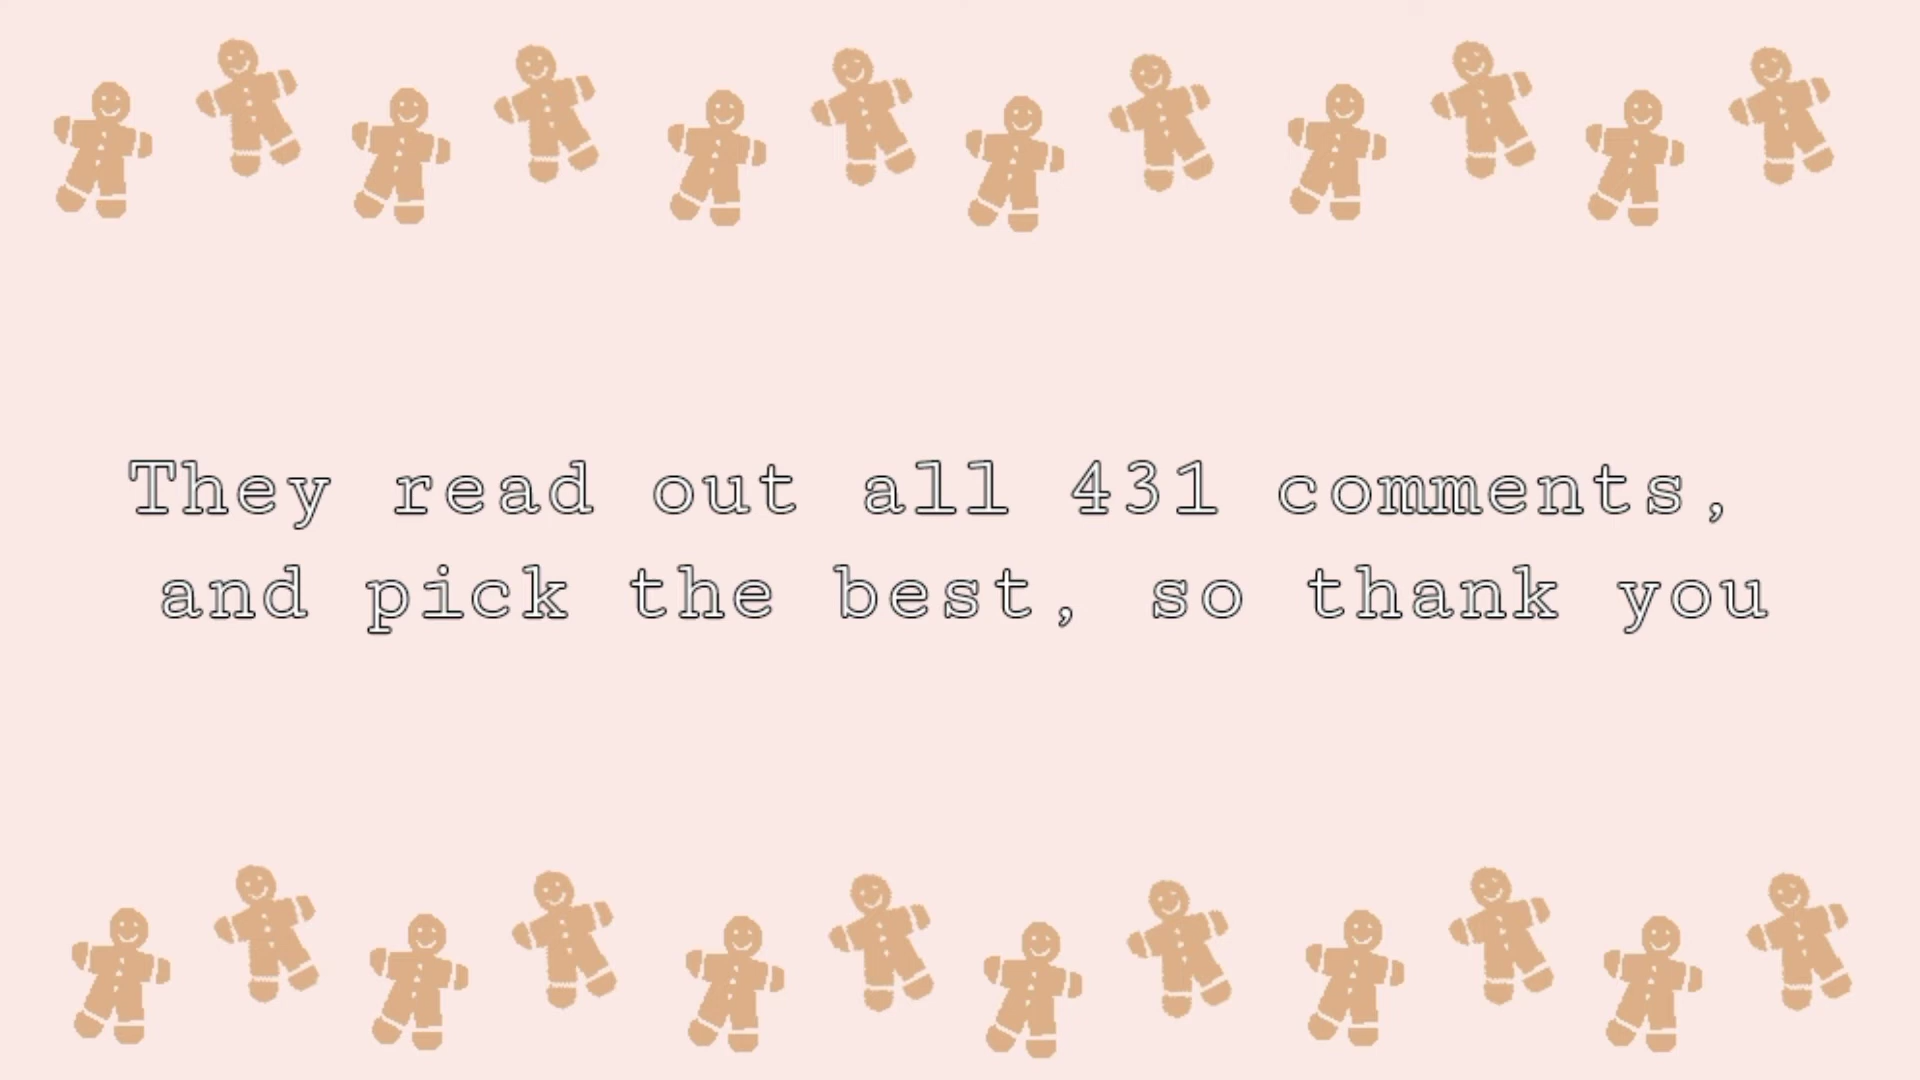 They read out all 431 comments,
and pick the best, so thank you